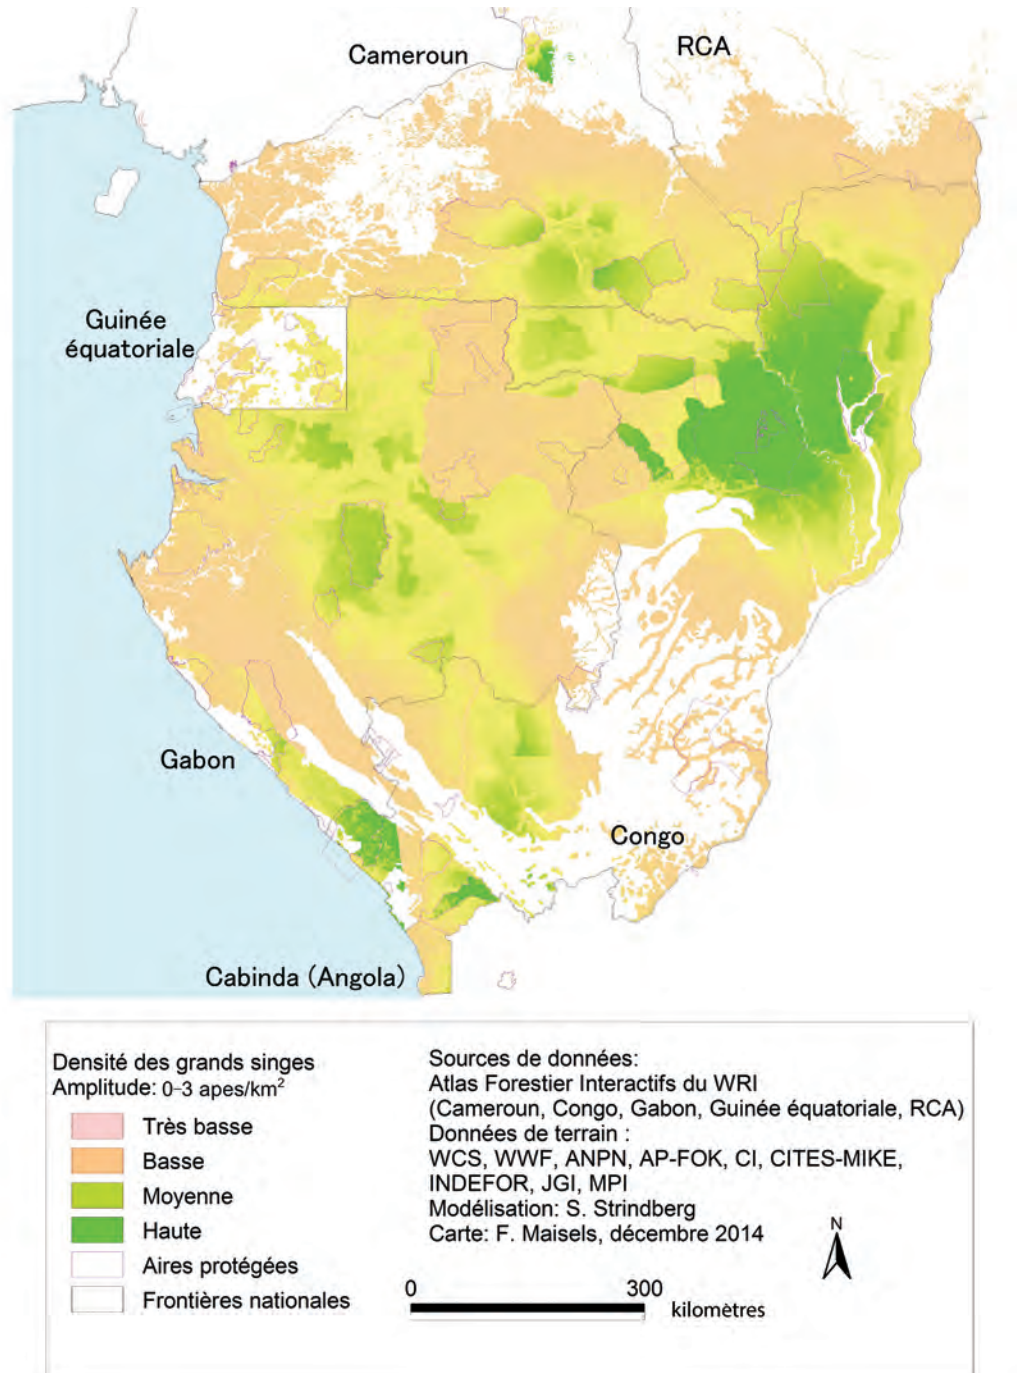 Cameroun
RCA
Guinée
équatoriale
Gabon
Congo
Cabinda (Angola)
Densité des grands singes
Amplitude: 0–3 apes/km²
Très basse
Basse
Moyenne
Haute
Aires protégées
Frontières nationales
Sources de données:
Atlas Forestier Interactifs du WRI
(Cameroun, Congo, Gabon, Guinée équatoriale, RCA)
Données de terrain :
WCS, WWF, ANPN, AP-FOK, CI, CITES-MIKE,
INDEFOR, JGI, MPI
Modélisation: S. Strindberg
Carte: F. Maisels, décembre 2014
N
0 300
kilomètres